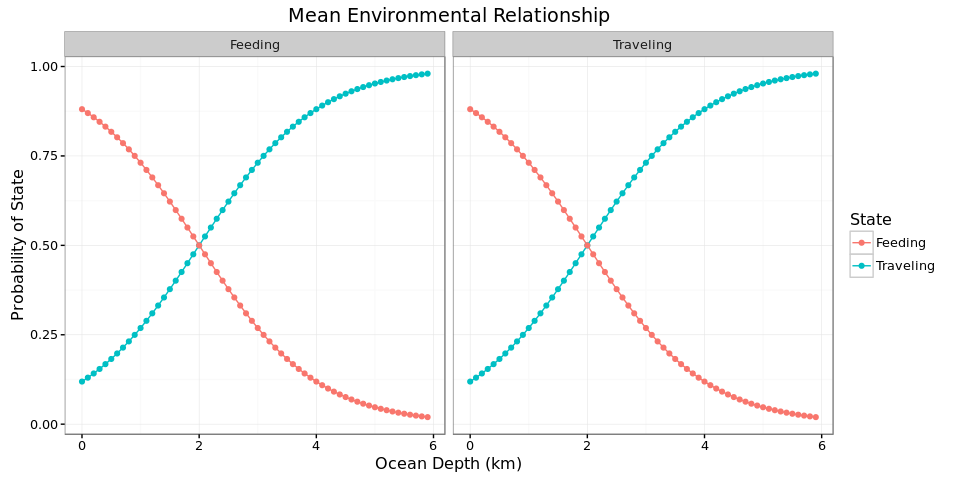 Mean Environmental Relationship
Feeding
Traveling
1.00
0.75
0.50
0.25
0.00
Probability of State
0 2 4 6
0 2 4 6
Ocean Depth (km)
State
Feeding
Traveling